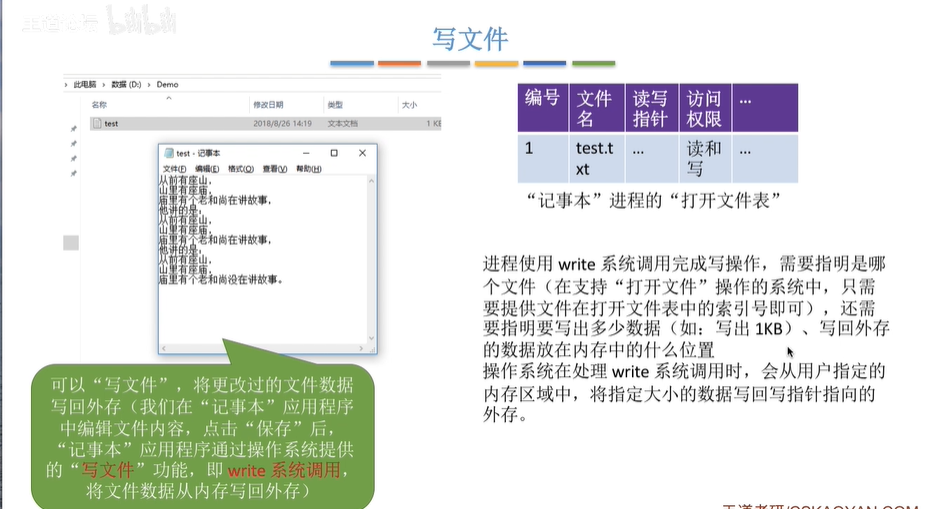 王道论坛 bilibili
写文件
此电脑 › 数据 (D:) › Demo
名称 修改日期 类型 大小
test 2018/8/26 14:19 文本文档 1 KB
test - 记事本
文件(F) 编辑(E) 格式(O) 查看(V) 帮助(H)
从前有座山，
山里有座庙，
庙里有个老和尚在讲故事，
他讲的是，
从前有座山，
山里有座庙，
庙里有个老和尚在讲故事，
他讲的是，
从前有座山，
山里有座庙，
庙里有个老和尚没在讲故事。
可以“写文件”，将更改过的文件数据
写回外存（我们在“记事本”应用程序
中编辑文件内容，点击“保存”后，
“记事本”应用程序通过操作系统提供
的“写文件”功能，即 write 系统调用，
将文件数据从内存写回外存）
编号 文件名 读写指针 访问权限 ...
1 test.txt ... 读和写 ...
“记事本”进程的“打开文件表”
进程使用 write 系统调用完成写操作，需要指明是哪
个文件（在支持“打开文件”操作的系统中，只需
要提供文件在打开文件表中的索引号即可），还需
要指明要写出多少数据（如：写出 1KB）、写回外存
的数据放在内存中的什么位置
操作系统在处理 write 系统调用时，会从用户指定的
内存区域中，将指定大小的数据写回写指针指向的
外存。
王道考研/CSKAOYAN.COM